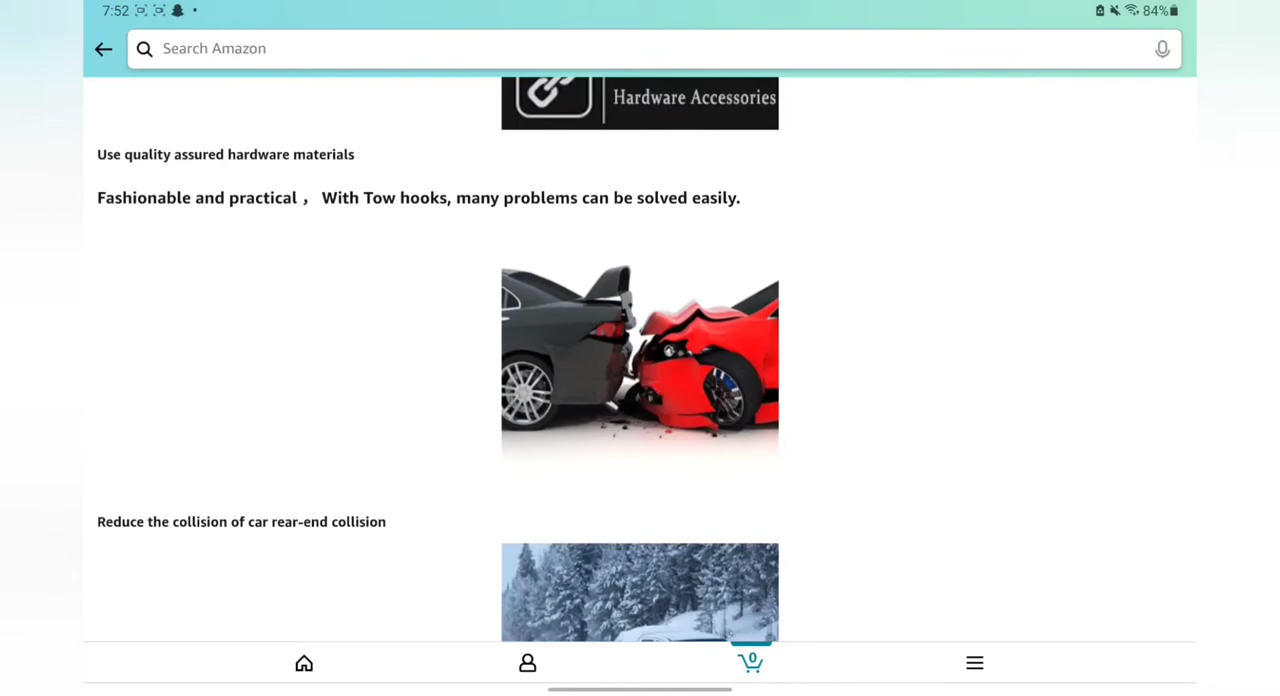 7:52
84%
Search Amazon
Hardware Accessories
Use quality assured hardware materials
Fashionable and practical ， With Tow hooks, many problems can be solved easily.
Reduce the collision of car rear-end collision
0